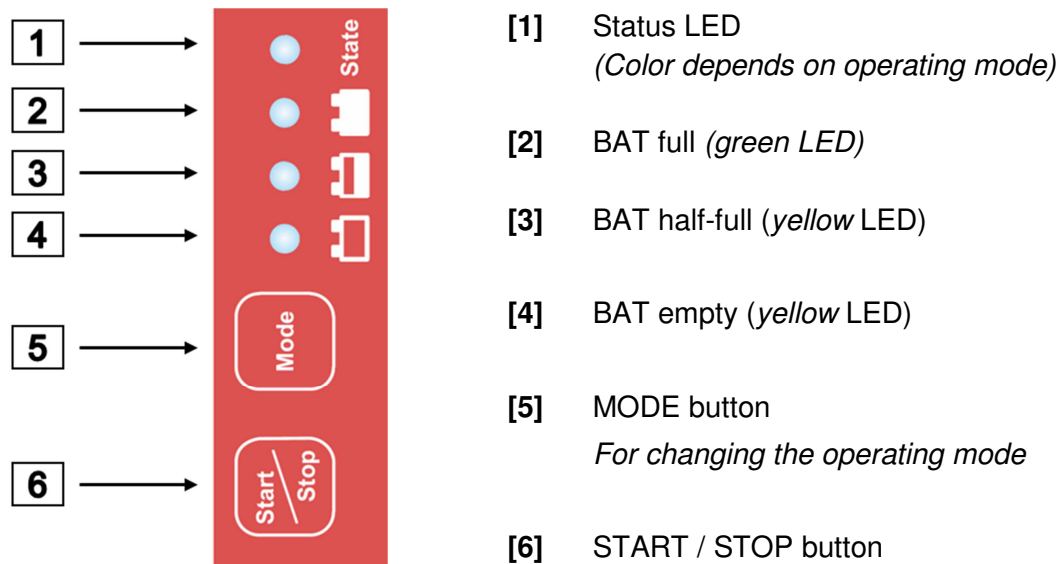 1
2
3
4
5
6
State
Mode
Start
Stop
[1] Status LED
(Color depends on operating mode)
[2] BAT full (green LED)
[3] BAT half-full (yellow LED)
[4] BAT empty (yellow LED)
[5] MODE button
For changing the operating mode
[6] START / STOP button